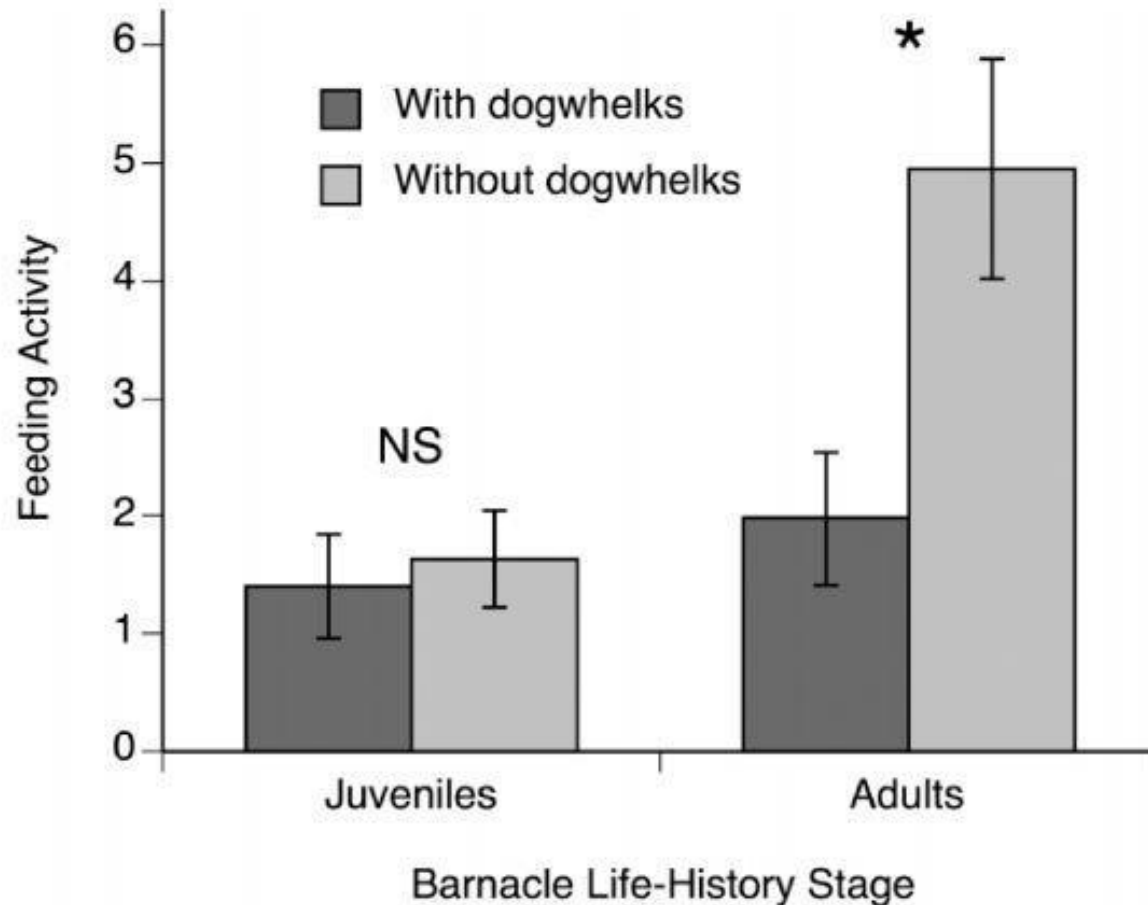 Feeding Activity
6
5
4
3
2
1
0
With dogwhelks
Without dogwhelks
NS
*
Juveniles
Adults
Barnacle Life-History Stage